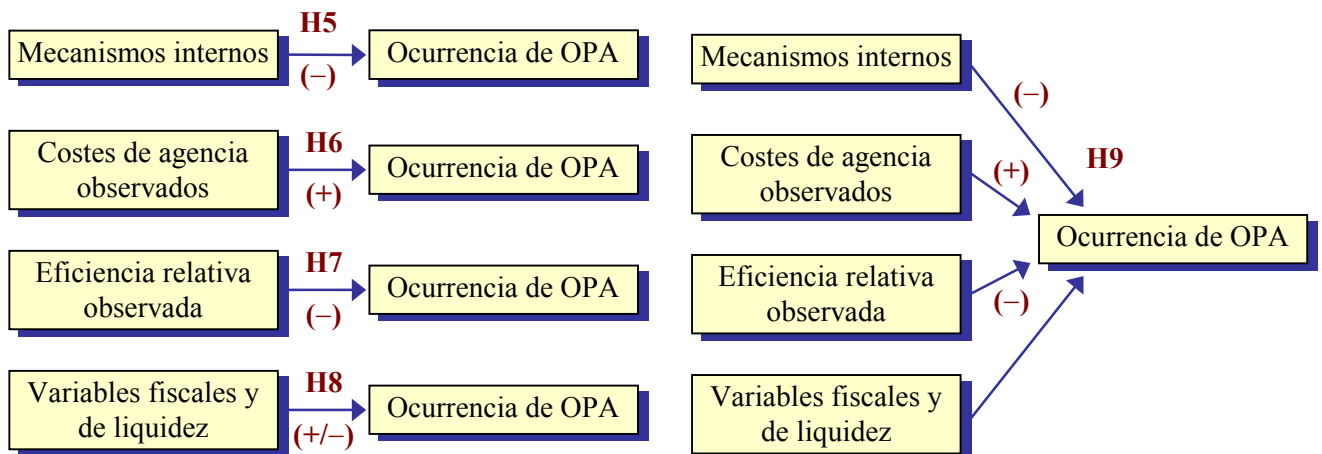 H5
Mecanismos internos
Ocurrencia de OPA
(−)
H6
Costes de agencia
observados
Ocurrencia de OPA
(+)
H7
Eficiencia relativa
observada
Ocurrencia de OPA
(−)
H8
Variables fiscales y
de liquidez
Ocurrencia de OPA
(+/−)
Mecanismos internos
(−)
Costes de agencia
observados
(+)
H9
Ocurrencia de OPA
Eficiencia relativa
observada
(−)
Variables fiscales y
de liquidez